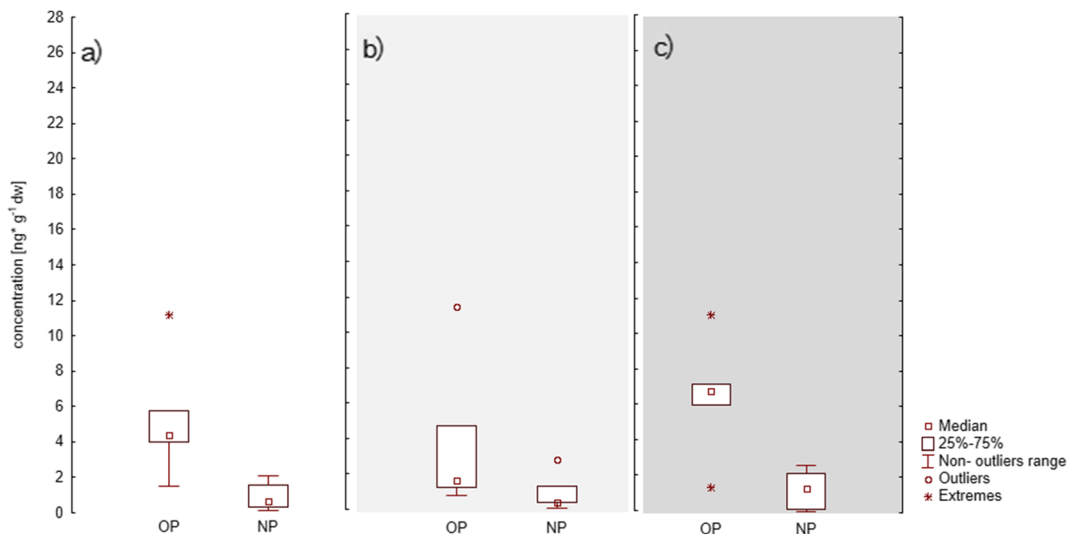 28
26
24
22
20
18
16
14
12
10
8
6
4
2
0
concentration [ng* g⁻¹ dw]
a)
OP NP
b)
OP NP
c)
OP NP
Median
25%-75%
Non- outliers range
Outliers
Extremes